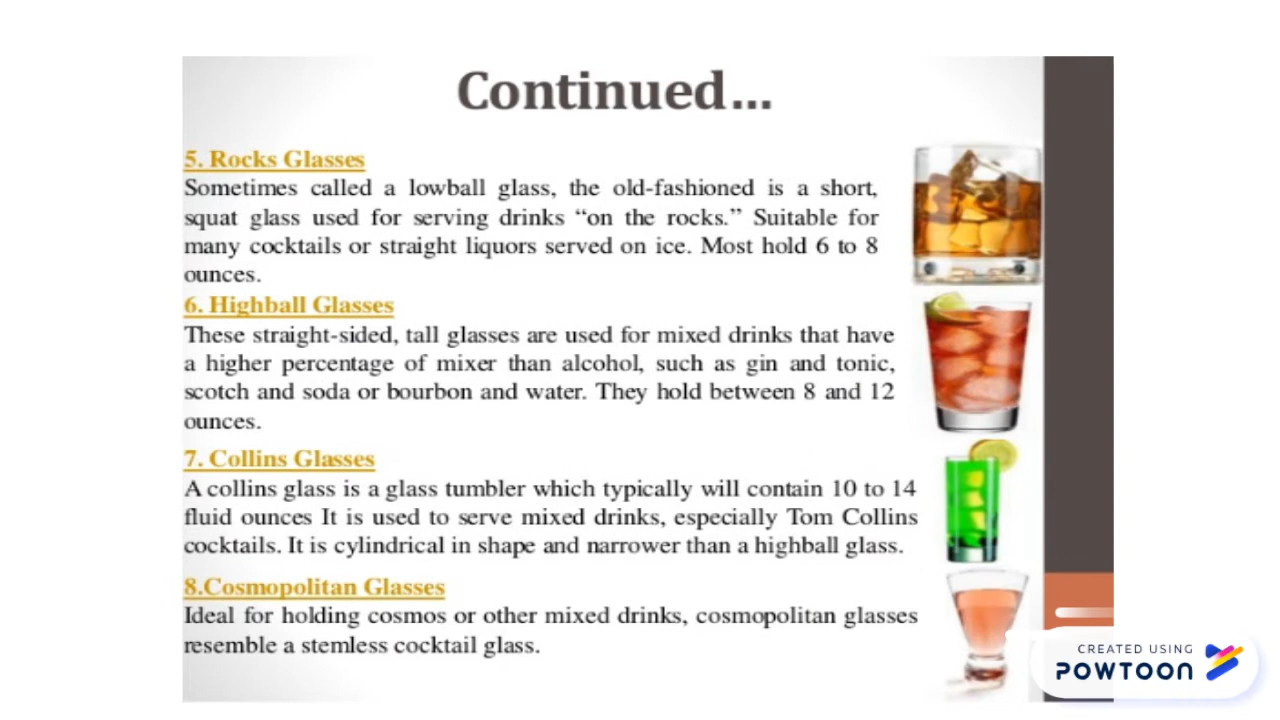 Continued...
5. Rocks Glasses
Sometimes called a lowball glass, the old-fashioned is a short,
squat glass used for serving drinks “on the rocks.” Suitable for
many cocktails or straight liquors served on ice. Most hold 6 to 8
ounces.
6. Highball Glasses
These straight-sided, tall glasses are used for mixed drinks that have
a higher percentage of mixer than alcohol, such as gin and tonic,
scotch and soda or bourbon and water. They hold between 8 and 12
ounces.
7. Collins Glasses
A collins glass is a glass tumbler which typically will contain 10 to 14
fluid ounces It is used to serve mixed drinks, especially Tom Collins
cocktails. It is cylindrical in shape and narrower than a highball glass.
8.Cosmopolitan Glasses
Ideal for holding cosmos or other mixed drinks, cosmopolitan glasses
resemble a stemless cocktail glass.
CREATED USING
POWTOON